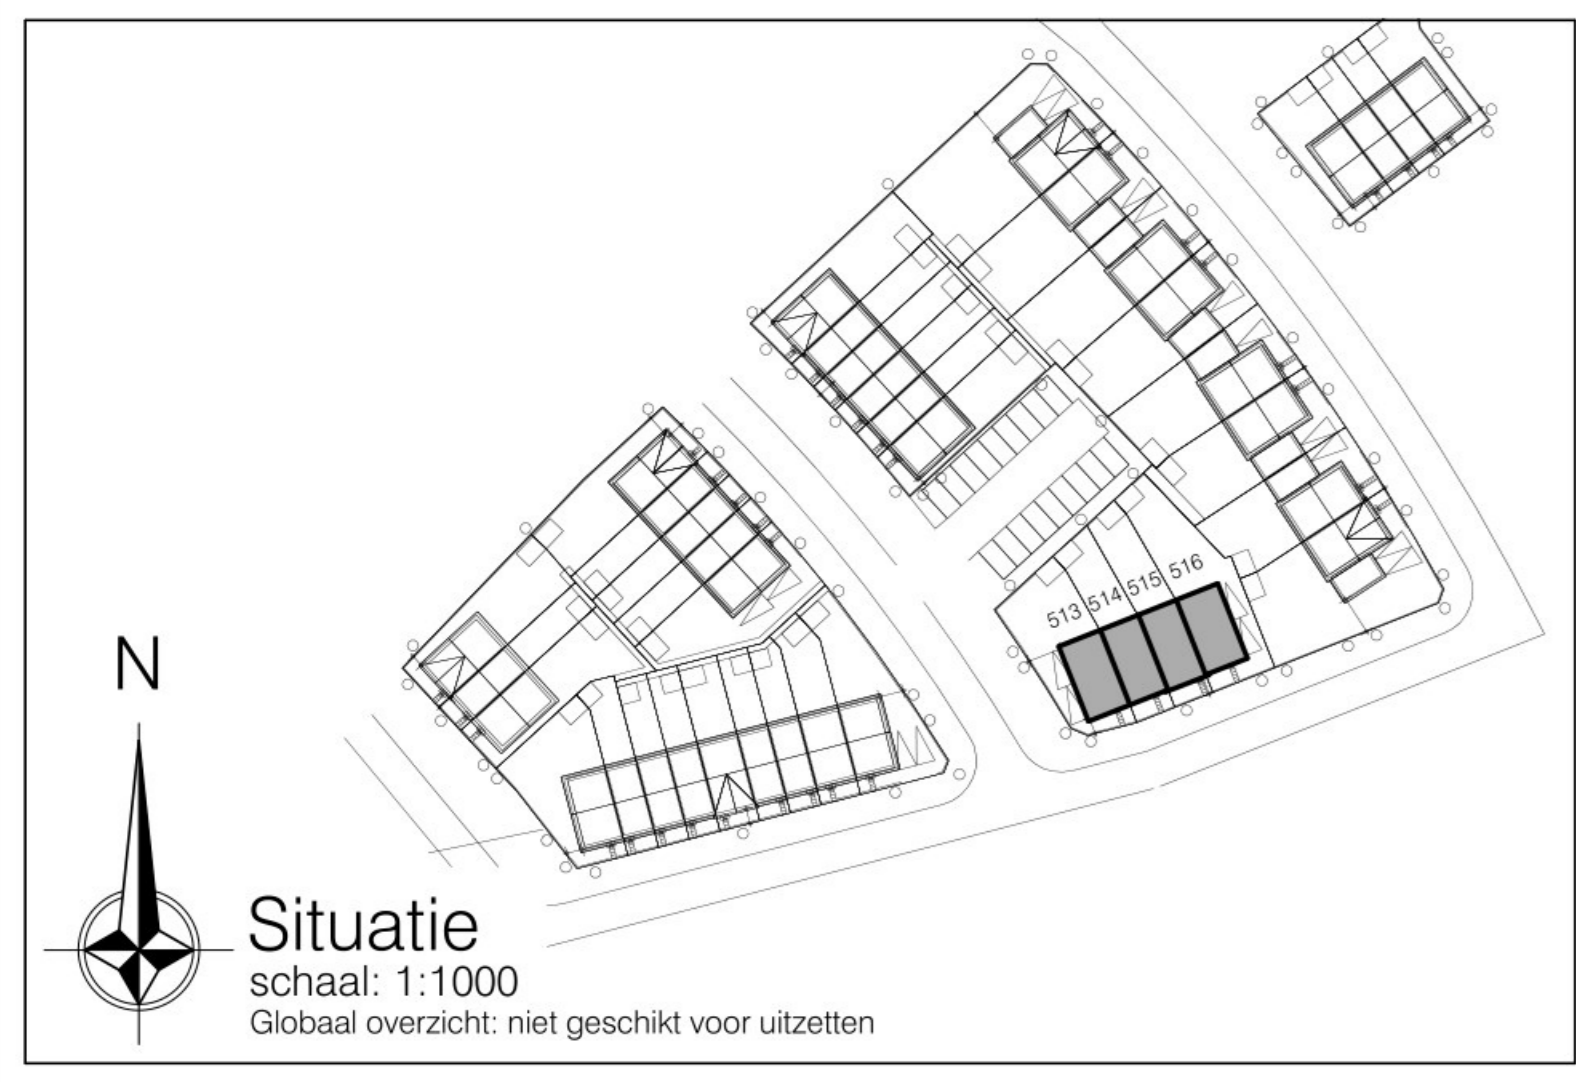 513 514 515 516
N
Situatie
schaal: 1:1000
Globaal overzicht: niet geschikt voor uitzetten